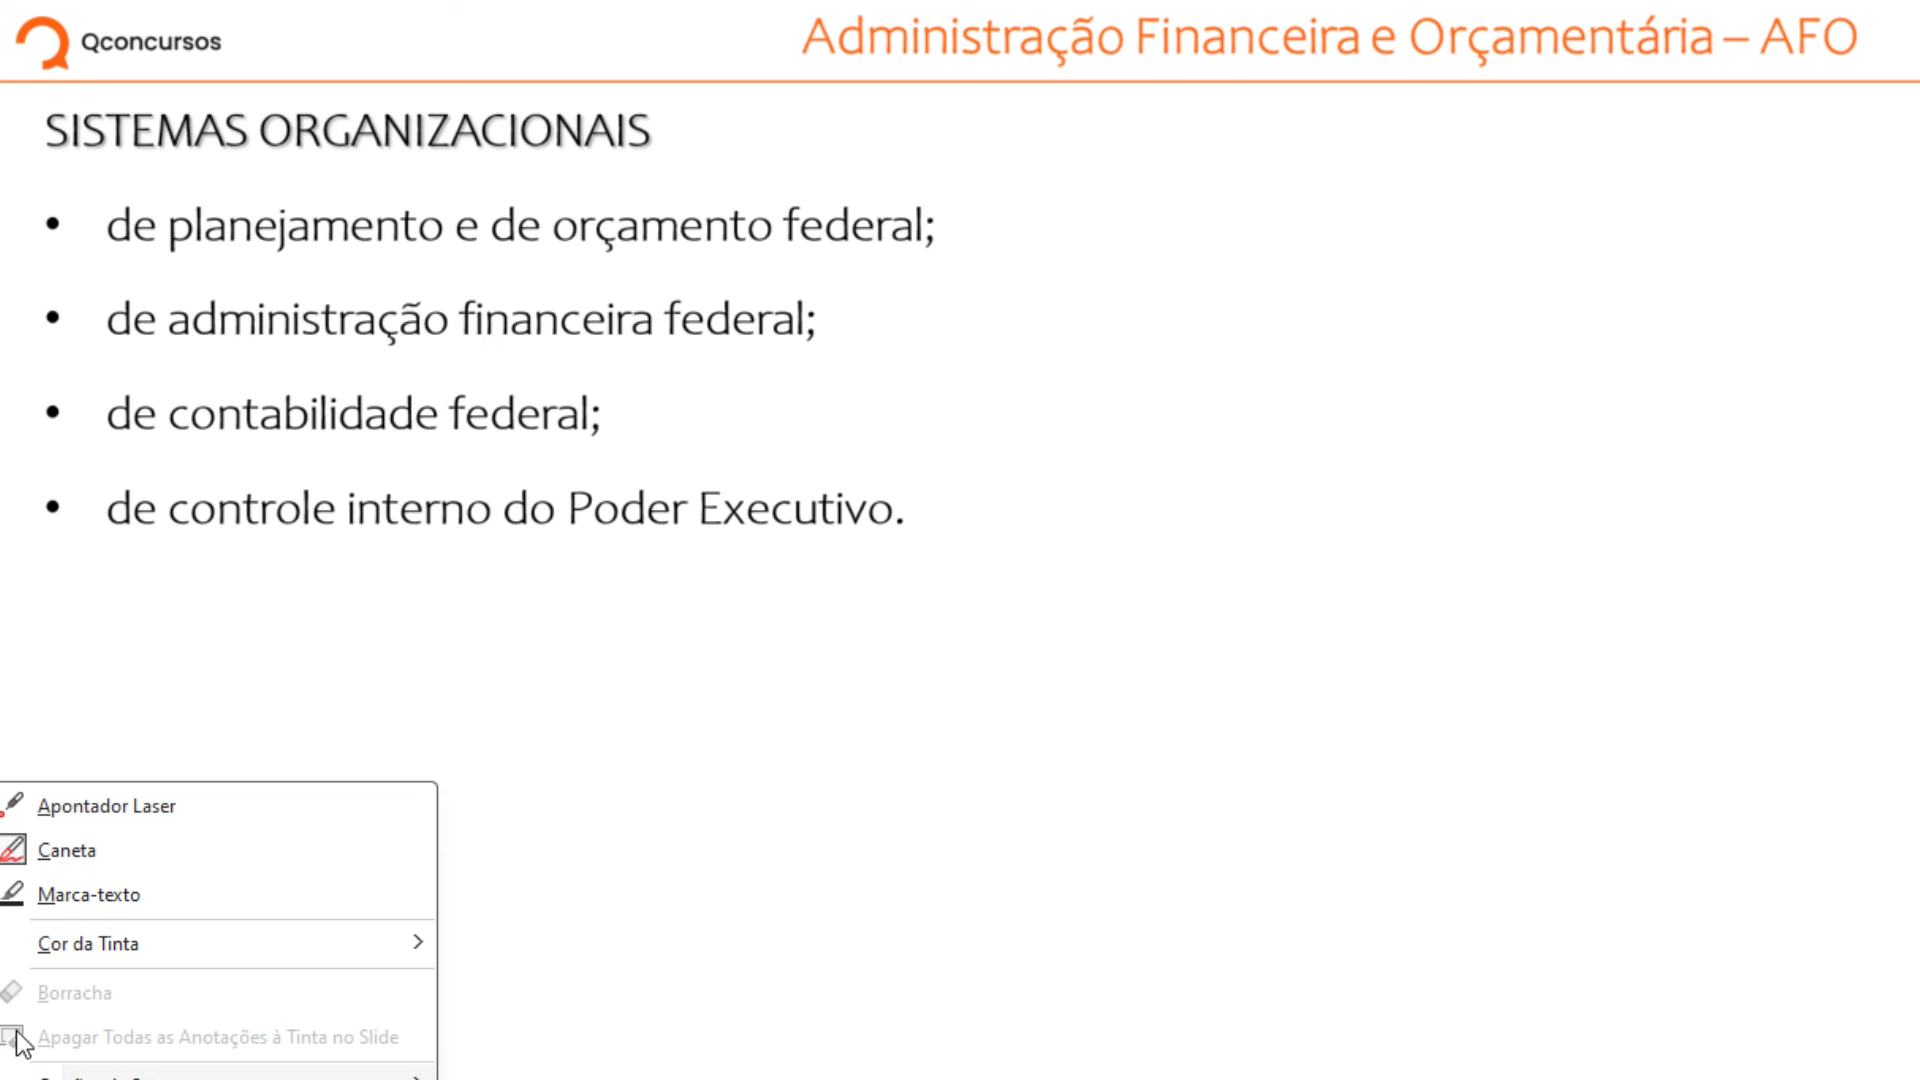 Qconcursos
Administração Financeira e Orçamentária – AFO
SISTEMAS ORGANIZACIONAIS
• de planejamento e de orçamento federal;
• de administração financeira federal;
• de contabilidade federal;
• de controle interno do Poder Executivo.
Apontador Laser
Caneta
Marca-texto
Cor da Tinta
Borracha
Apagar Todas as Anotações à Tinta no Slide